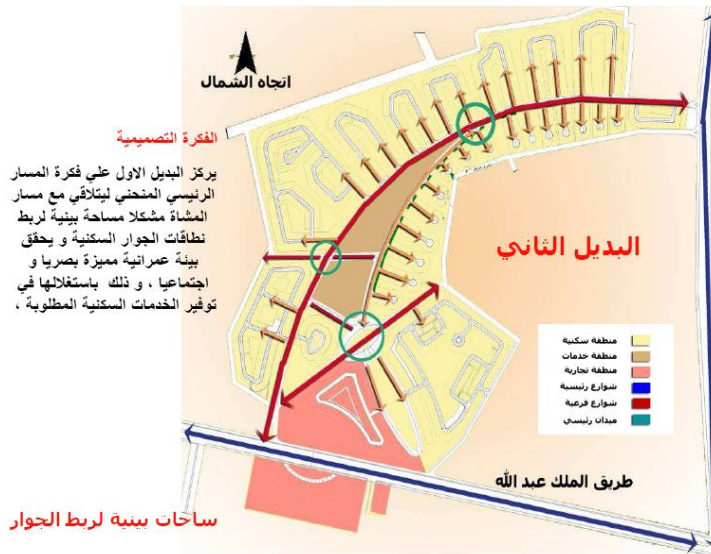 اتجاه الشمال
الفكرة التصميمية
يركز البديل الاول علي فكرة المسار
الرئيسي المنحني ليتلاقي مع مسار
المشاة مشكلا مساحة بينية لربط
نطاقات الجوار السكنية و يحقق
بيئة عمرانية مميزة بصريا و
اجتماعيا ، و ذلك باستغلالها في
توفير الخدمات السكنية المطلوبة ،
البديل الثاني
منطقة سكنية
منطقة خدمات
منطقة تجارية
شوارع رئيسية
شوارع فرعية
ميدان رئيسي
طريق الملك عبد الله
ساحات بينية لربط الجوار